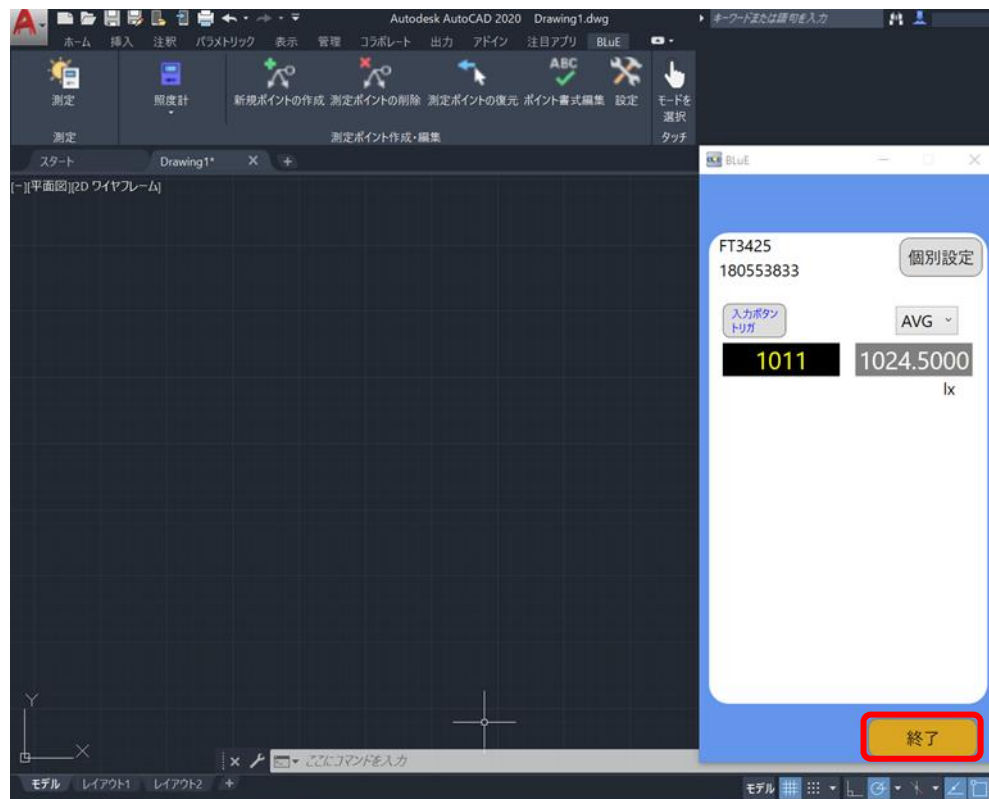 Autodesk AutoCAD 2020 Drawing1.dwg
キーワードまたは語句を入力
ホーム 挿入 注釈 パラメトリック 表示 管理 コラボレート 出力 アドイン 注目アプリ BLuE
ABC
測定 照度計 新規ポイントの作成 測定ポイントの削除 測定ポイントの復元 ポイント書式編集 設定 モードを
選択
測定 測定ポイント作成・編集 タッチ
スタート Drawing1* X +
[-][平面図][2D ワイヤフレーム]
BLuE
FT3425
180553833
個別設定
入力ボタン
トリガ
AVG
1011 1024.5000
lx
終了
Y
X
ここにコマンドを入力
モデル レイアウト1 レイアウト2 +
モデル